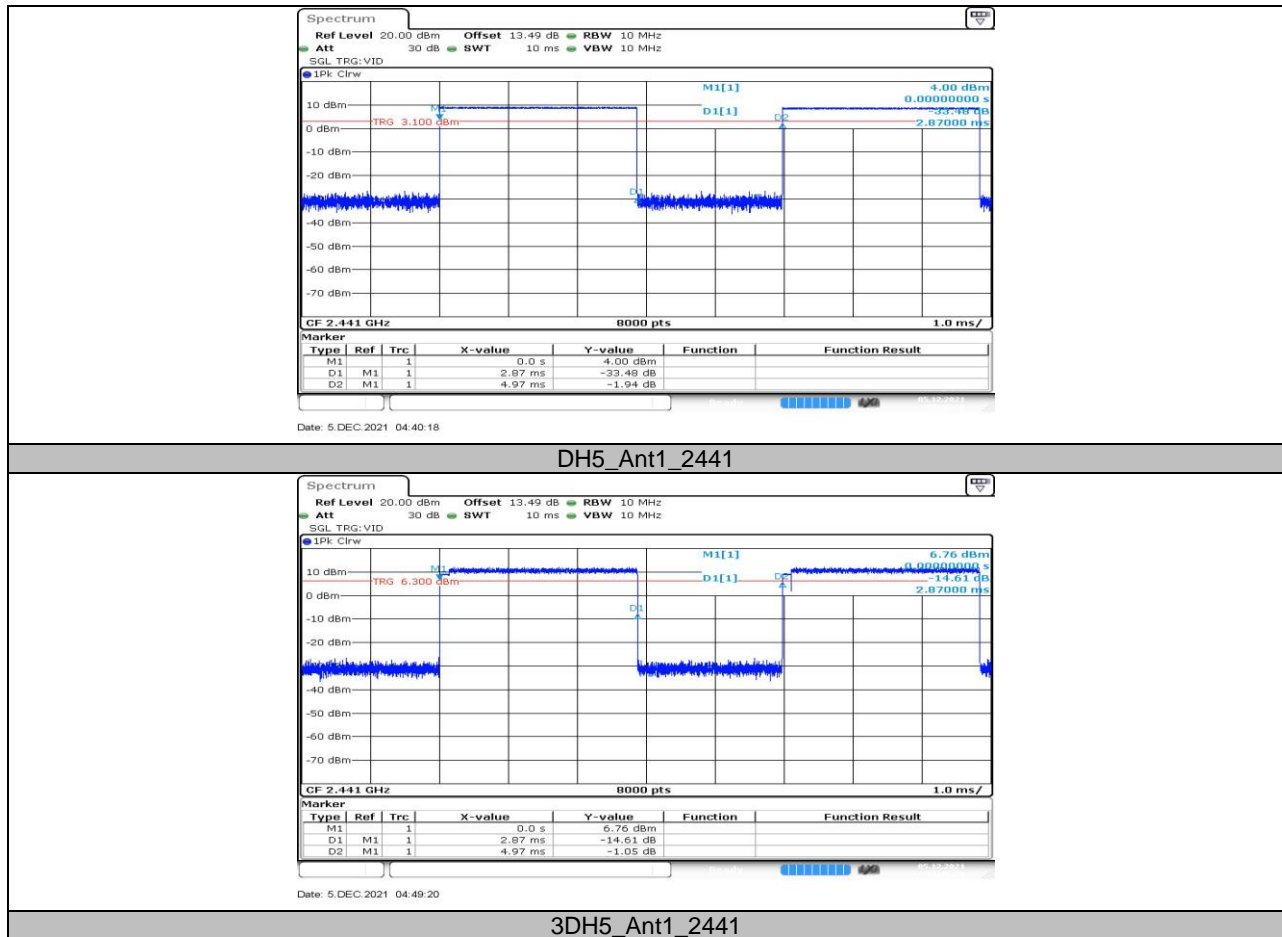 Spectrum
Ref Level 20.00 dBm Offset 13.49 dB RBW 10 MHz
Att 30 dB SWT 10 ms VBW 10 MHz
SGL TRG:VID
1Pk Clrw
M1[1] 4.00 dBm
0.00000000 s
D1[1] -33.48 dB
2.87000 ms
M1
D2
D1
10 dBm
TRG 3.100 dBm
0 dBm
-10 dBm
-20 dBm
-40 dBm
-50 dBm
-60 dBm
-70 dBm
CF 2.441 GHz 8000 pts 1.0 ms/
Marker
Type Ref Trc X-value Y-value Function Function Result
M1 1 0.0 s 4.00 dBm
D1 M1 1 2.87 ms -33.48 dB
D2 M1 1 4.97 ms -1.94 dB
Date: 5.DEC.2021 04:40:18
DH5_Ant1_2441
Spectrum
Ref Level 20.00 dBm Offset 13.49 dB RBW 10 MHz
Att 30 dB SWT 10 ms VBW 10 MHz
SGL TRG:VID
1Pk Clrw
M1[1] 6.76 dBm
0.00000000 s
D1[1] -14.61 dB
2.87000 ms
M1
D2
D1
10 dBm
TRG 6.300 dBm
0 dBm
-10 dBm
-20 dBm
-40 dBm
-50 dBm
-60 dBm
-70 dBm
CF 2.441 GHz 8000 pts 1.0 ms/
Marker
Type Ref Trc X-value Y-value Function Function Result
M1 1 0.0 s 6.76 dBm
D1 M1 1 2.87 ms -14.61 dB
D2 M1 1 4.97 ms -1.05 dB
Date: 5.DEC.2021 04:49:20
3DH5_Ant1_2441